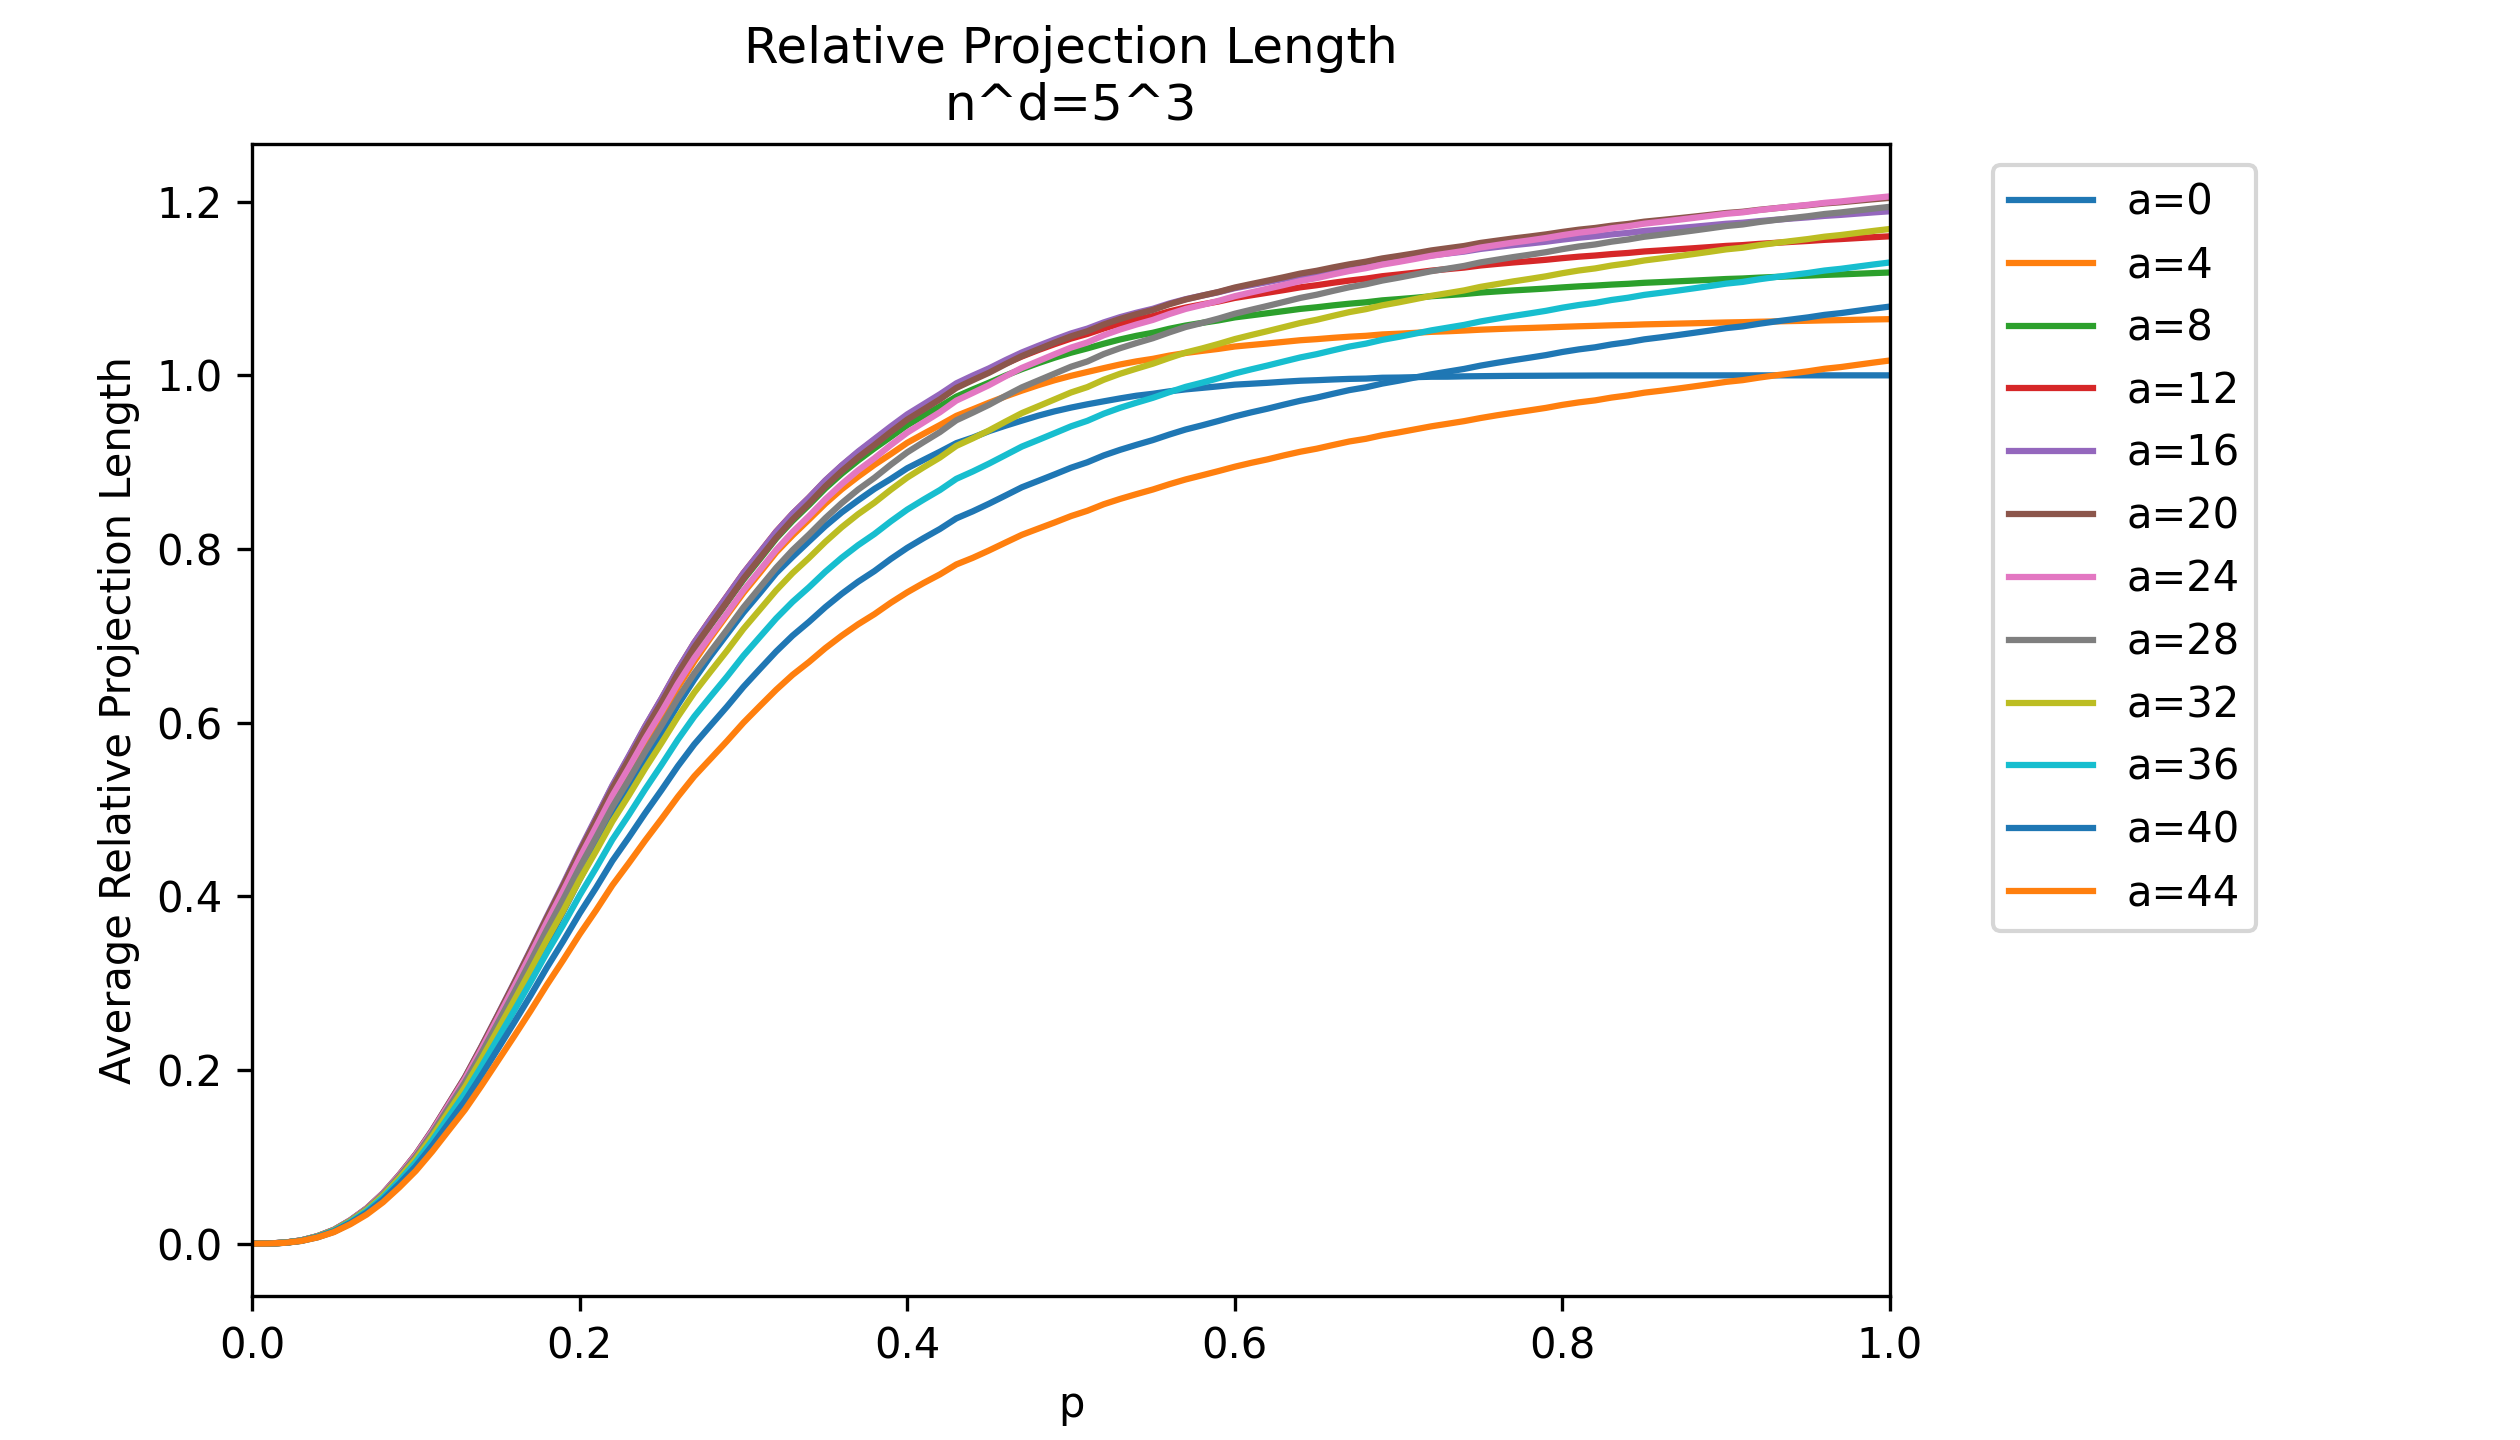 Relative Projection Length
n^d=5^3
Average Relative Projection Length
1.2
1.0
0.8
0.6
0.4
0.2
0.0
0.0 0.2 0.4 0.6 0.8 1.0
p
a=0
a=4
a=8
a=12
a=16
a=20
a=24
a=28
a=32
a=36
a=40
a=44